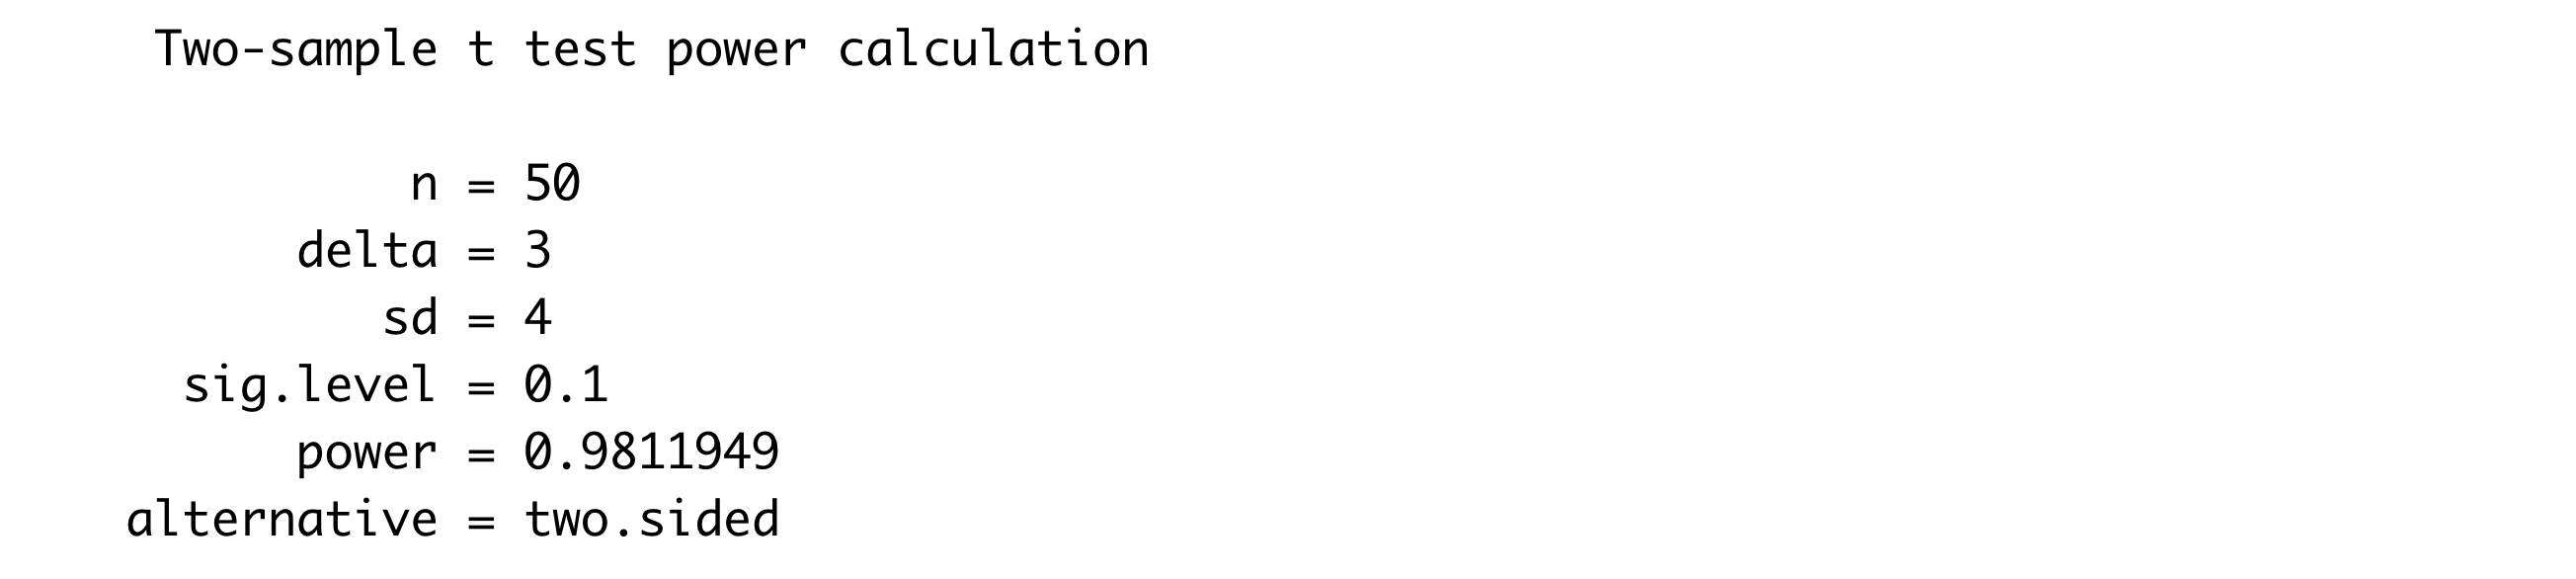 Two-sample t test power calculation
n = 50
delta = 3
sd = 4
sig.level = 0.1
power = 0.9811949
alternative = two.sided